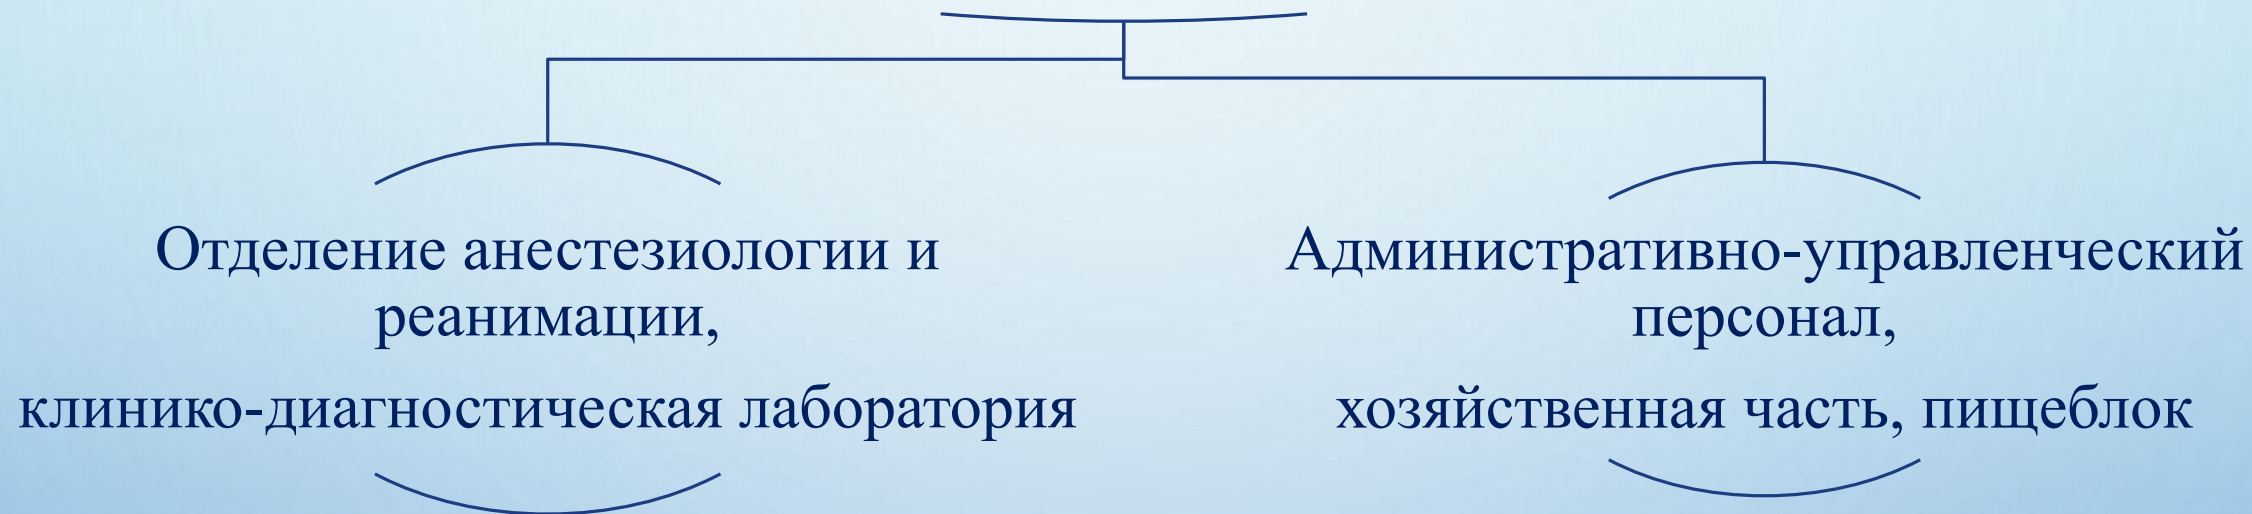 Отделение анестезиологии и
реанимации,
клинико-диагностическая лаборатория
Административно-управленческий
персонал,
хозяйственная часть, пищеблок